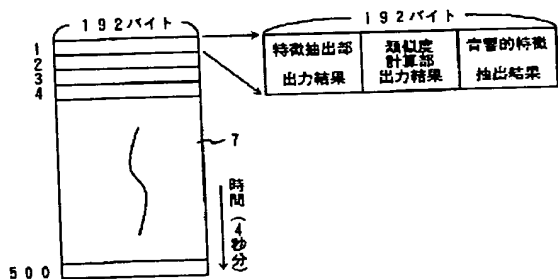 192バイト
1
2
3
4
7
時間(4秒分)
500
192バイト
特徴抽出部
出力結果
類似度
計算部
出力結果
音響的特徴
抽出結果